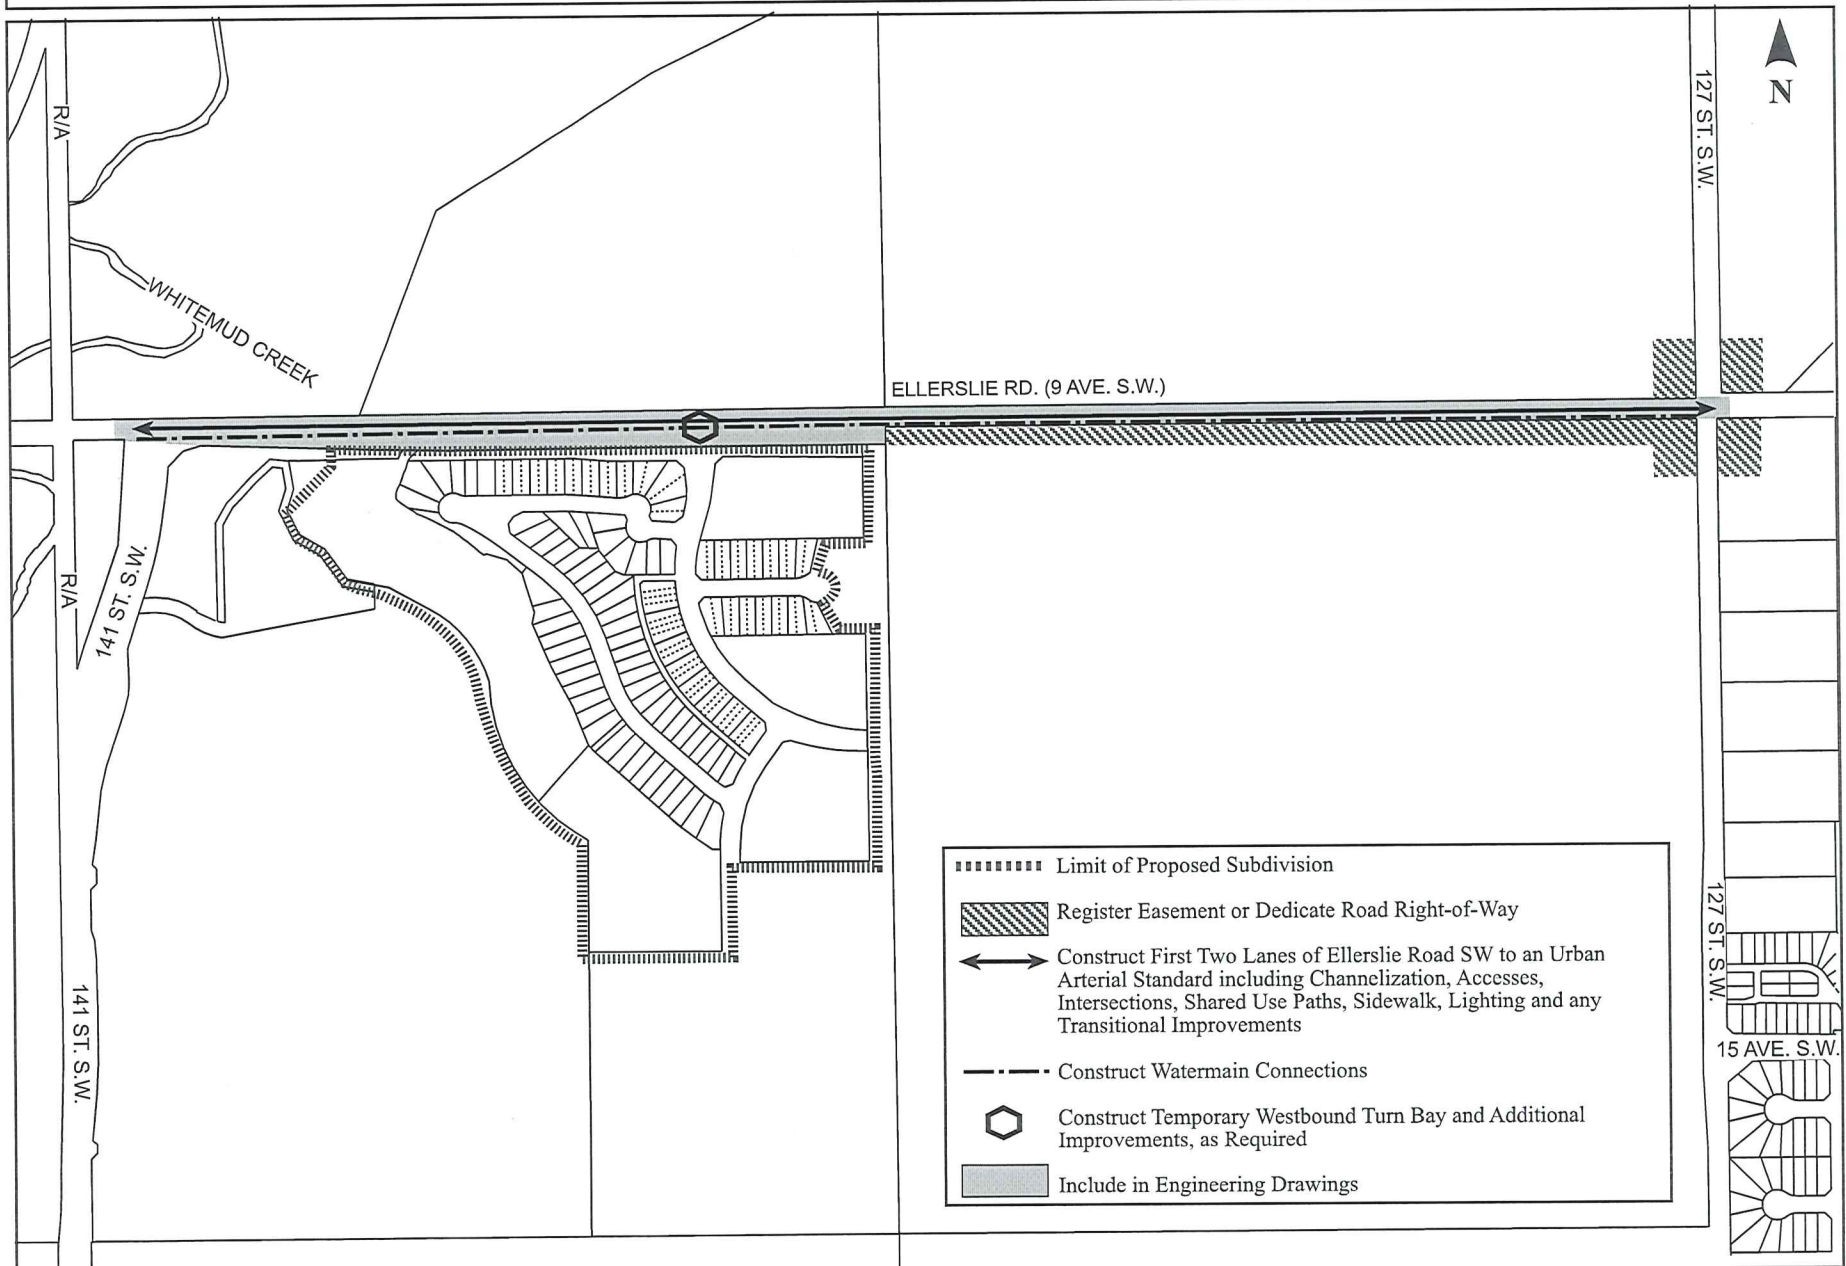 N
R/A
127 ST. S.W.
WHITEMUD CREEK
ELLERSLIE RD. (9 AVE. S.W.)
R/A
141 ST. S.W.
141 ST. S.W.
127 ST. S.W.
15 AVE. S.W.
Limit of Proposed Subdivision
Register Easement or Dedicate Road Right-of-Way
Construct First Two Lanes of Ellerslie Road SW to an Urban
Arterial Standard including Channelization, Accesses,
Intersections, Shared Use Paths, Sidewalk, Lighting and any
Transitional Improvements
Construct Watermain Connections
Construct Temporary Westbound Turn Bay and Additional
Improvements, as Required
Include in Engineering Drawings